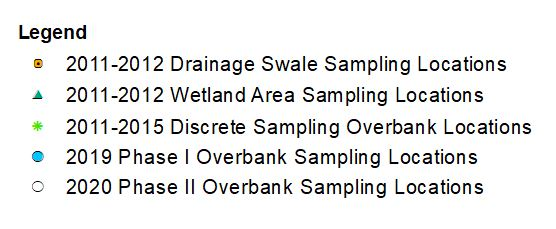 Legend
2011-2012 Drainage Swale Sampling Locations
2011-2012 Wetland Area Sampling Locations
2011-2015 Discrete Sampling Overbank Locations
2019 Phase I Overbank Sampling Locations
2020 Phase II Overbank Sampling Locations